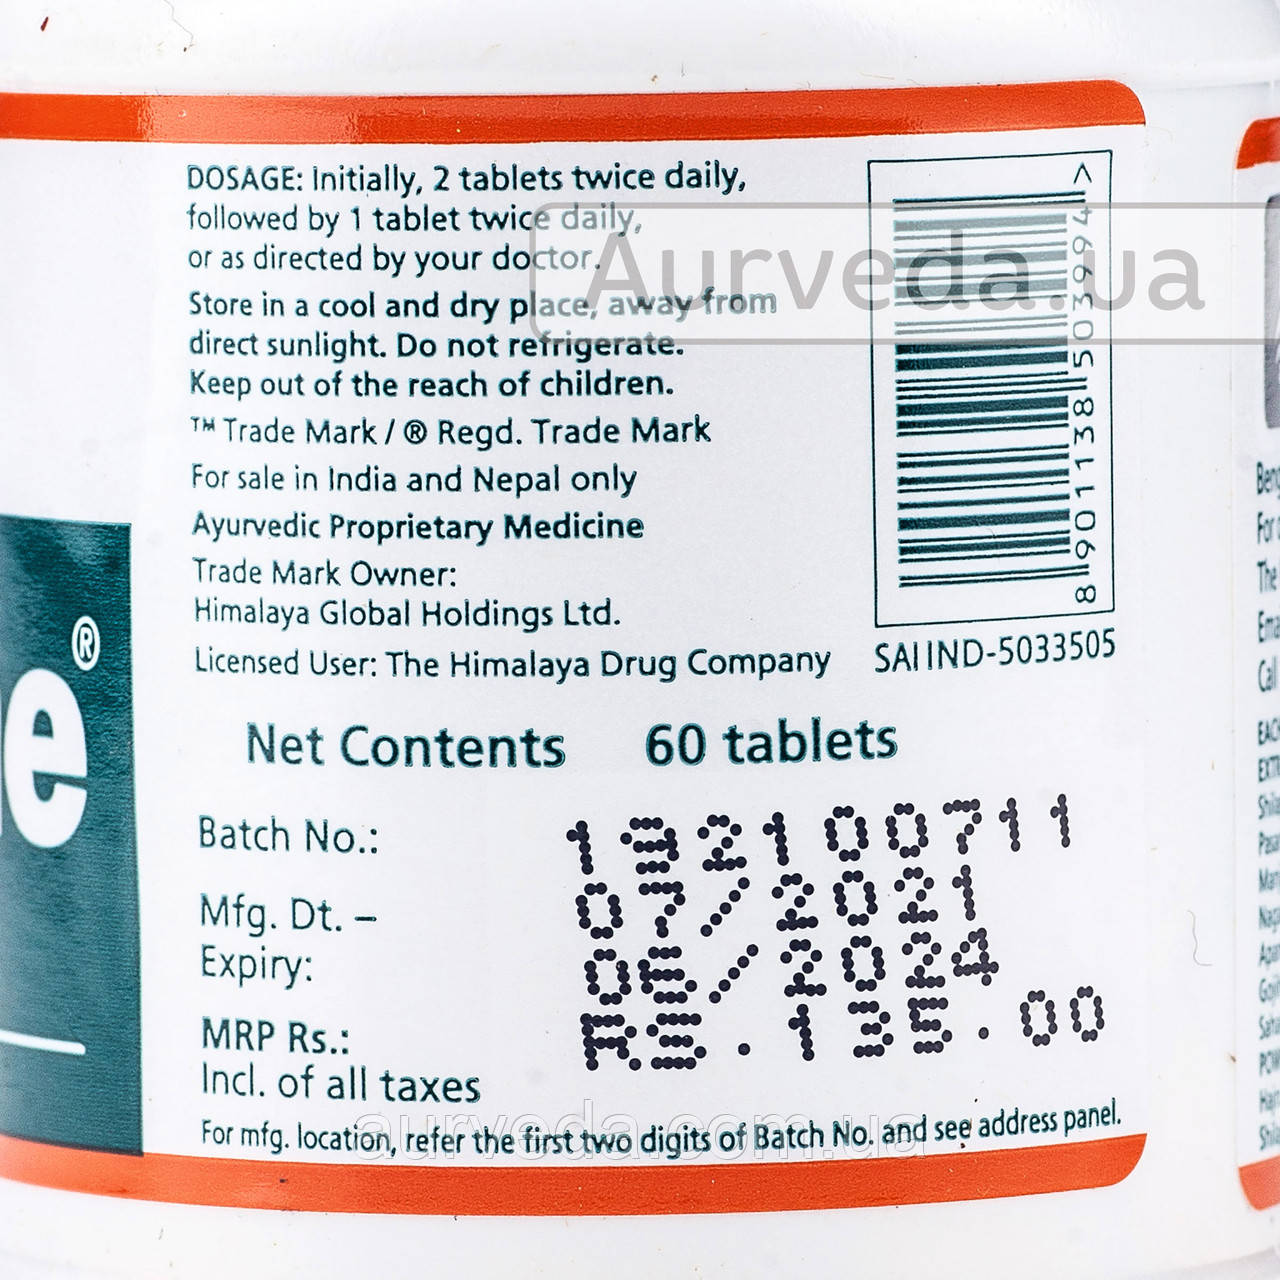 DOSAGE: Initially, 2 tablets twice daily,
followed by 1 tablet twice daily,
or as directed by your doctor.
Store in a cool and dry place, away from
direct sunlight. Do not refrigerate.
Keep out of the reach of children.
™ Trade Mark / ® Regd. Trade Mark
For sale in India and Nepal only
Ayurvedic Proprietary Medicine
Trade Mark Owner:
Himalaya Global Holdings Ltd.
Licensed User: The Himalaya Drug Company
8 901138 503994 >
SAI IND-5033505
Aurveda.ua
e®
Net Contents 60 tablets
Batch No.: 132100711
Mfg. Dt. – 07/2021
Expiry: 06/2024
MRP Rs.: RS.135.00
Incl. of all taxes
aurveda.com.ua
For mfg. location, refer the first two digits of Batch No. and see address panel.
The
Call